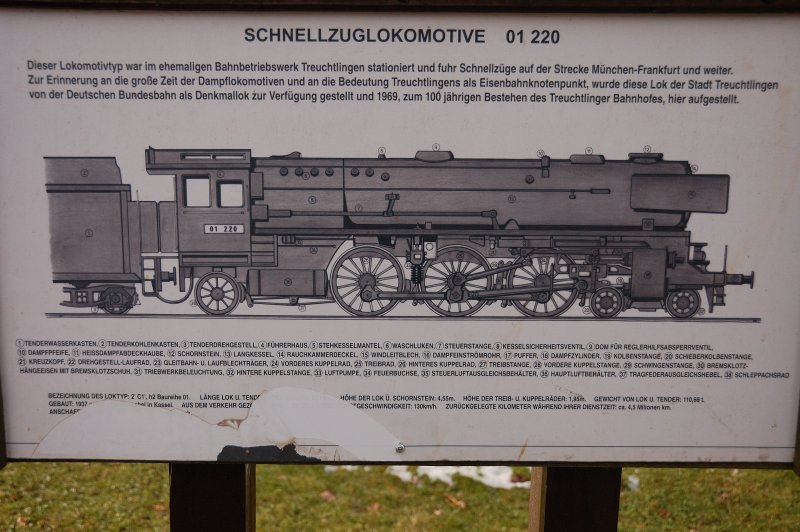 SCHNELLZUGLOKOMOTIVE 01 220
Dieser Lokomotivtyp war im ehemaligen Bahnbetriebswerk Treuchtlingen stationiert und fuhr Schnellzüge auf der Strecke München-Frankfurt und weiter.
Zur Erinnerung an die große Zeit der Dampflokomotiven und an die Bedeutung Treuchtlingens als Eisenbahnknotenpunkt, wurde diese Lok der Stadt Treuchtlingen
von der Deutschen Bundesbahn als Denkmallok zur Verfügung gestellt und 1969, zum 100 jährigen Bestehen des Treuchtlinger Bahnhofes, hier aufgestellt.
01 220
① TENDERWASSERKASTEN, ② TENDERKOHLENKASTEN, ③ TENDERDREHGESTELL, ④ FÜHRERHAUS, ⑤ STEHKESSELMANTEL, ⑥ WASCHLUKEN, ⑦ STEUERSTANGE, ⑧ KESSELSICHERHEITSVENTIL, ⑨ DOM FÜR REGLERHILFSABSPERRVENTIL,
⑩ DAMPFPFEIFE, ⑪ HEISSDAMPFABDECKHAUBE, ⑫ SCHORNSTEIN, ⑬ LANGKESSEL, ⑭ RAUCHKAMMERDECKEL, ⑮ WINDLEITBLECH, ⑯ DAMPFEINSTRÖMROHR, ⑰ PUFFER, ⑱ DAMPFZYLINDER, ⑲ KOLBENSTANGE, ⑳ SCHIEBERKOLBENSTANGE,
㉑ KREUZKOPF, ㉒ DREHGESTELL-LAUFRAD, ㉓ GLEITBAHN- U. LAUFBLECHTRÄGER, ㉔ VORDERES KUPPELRAD, ㉕ TREIBRAD, ㉖ HINTERES KUPPELRAD, ㉗ TREIBSTANGE, ㉘ VORDERE KUPPELSTANGE, ㉙ SCHWINGENSTANGE, ㉚ BREMSKLOTZ-
HÄNGEEISEN MIT BREMSKLOTZSCHUH, ㉛ TRIEBWERKBELEUCHTUNG, ㉜ HINTERE KUPPELSTANGE, ㉝ LUFTPUMPE, ㉞ FEUERBUCHSE, ㉟ STEUERLUFTAUSGLEICHSBEHÄLTER, ㊱ HAUPTLUFTBEHÄLTER, ㊲ TRAGFEDERAUSGLEICHSHEBEL, ㊳ SCHLEPPACHSRAD
BEZEICHNUNG DES LOKTYP: 2´ C1´, h2 Baureihe 01. LÄNGE LOK U. TENDER HÖHE DER LOK Ü. SCHORNSTEIN: 4,55m. HÖHE DER TREIB- U. KUPPELRÄDER: 1,95m. GEWICHT VON LOK U. TENDER: 110,68 t.
GEBAUT: 1937 in Kassel. AUS DEM VERKEHR GEZ 130km/h ZURÜCKGELEGTE KILOMETER WÄHREND IHRER DIENSTZEIT: ca. 4,5 Milionen km.
ANSCHAF